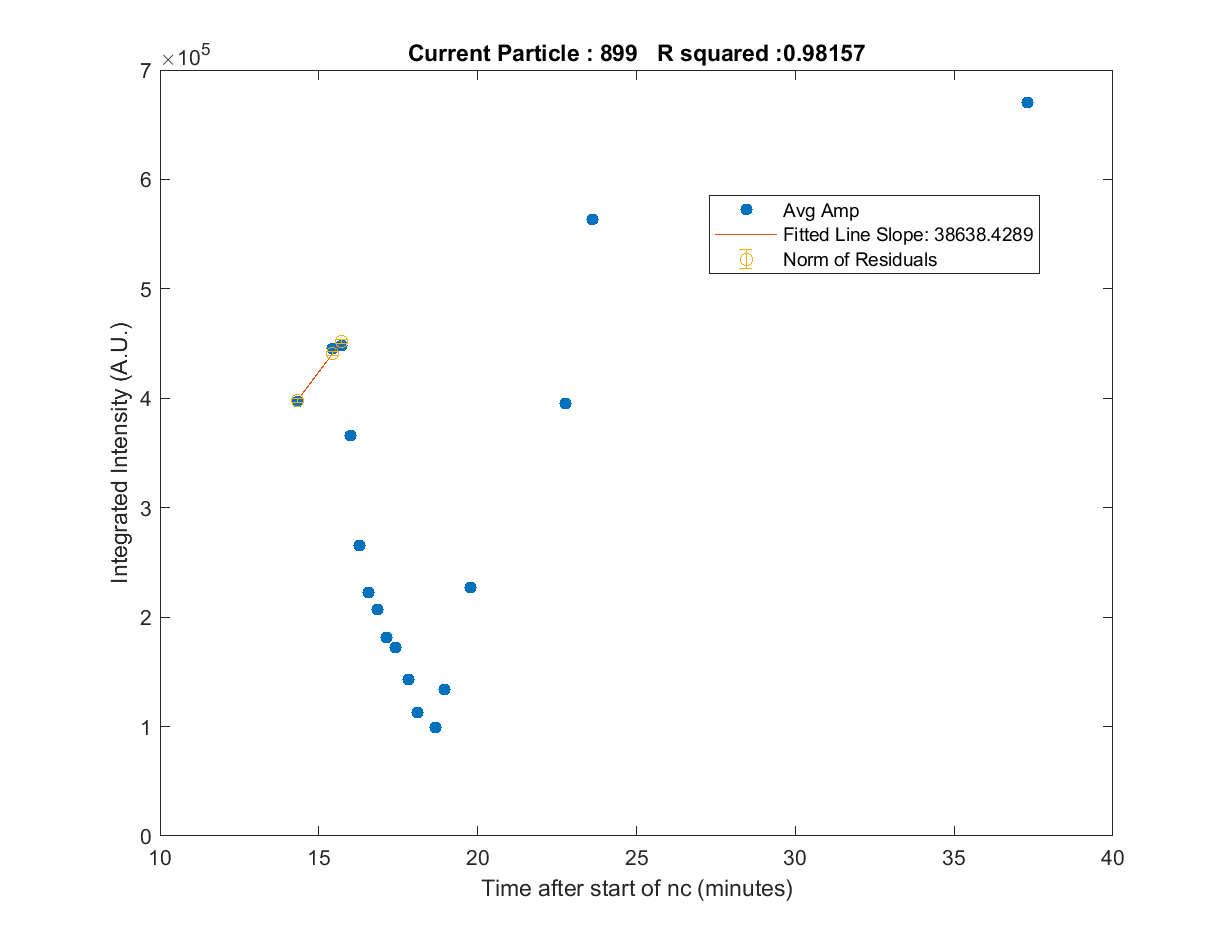 Current Particle : 899   R squared :0.98157
×10^5
7
6
5
4
3
2
1
0
Integrated Intensity (A.U.)
Avg Amp
Fitted Line Slope: 38638.4289
Norm of Residuals
10 15 20 25 30 35 40
Time after start of nc (minutes)